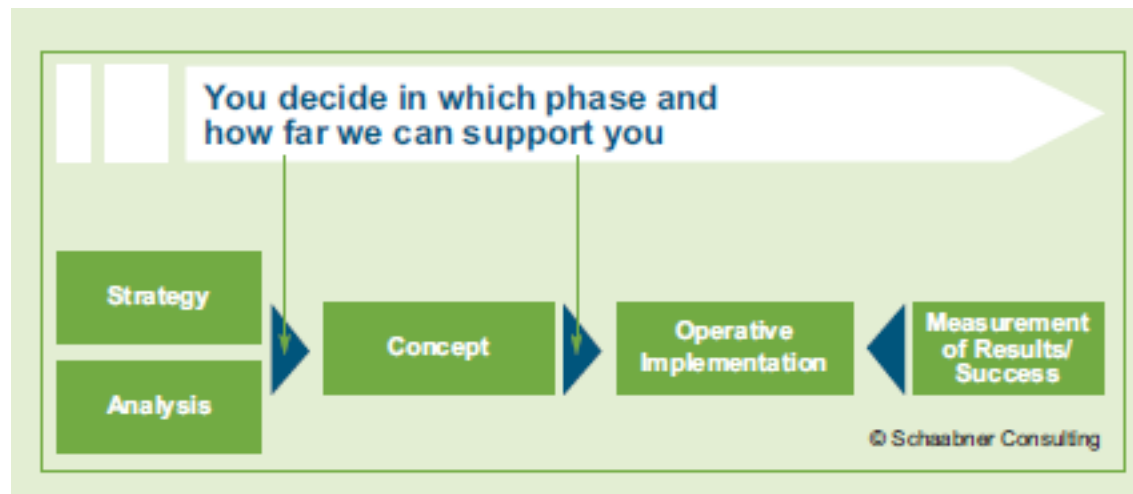 You decide in which phase and
how far we can support you
Strategy
Analysis
Concept
Operative
Implementation
Measurement
of Results/
Success
© Schaabner Consulting